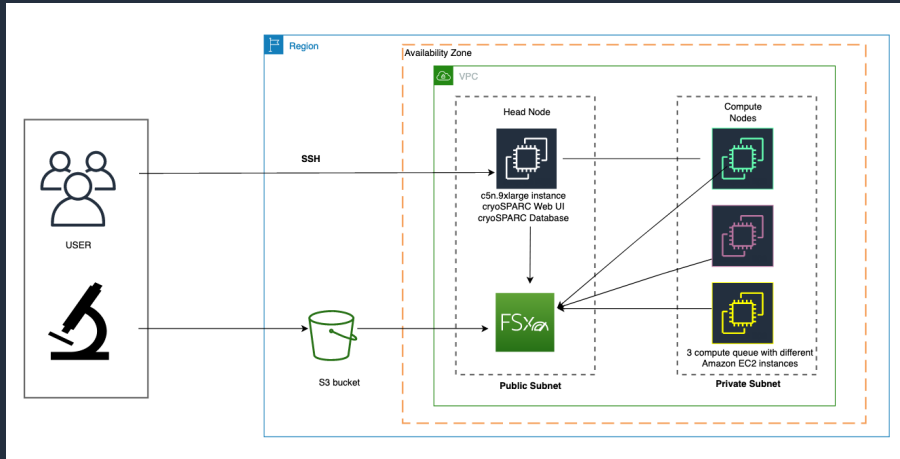 Region
Availability Zone
VPC
Head Node
Compute
Nodes
SSH
c5n.9xlarge instance
cryoSPARC Web UI
cryoSPARC Database
USER
FSx
3 compute queue with different
Amazon EC2 instances
S3 bucket
Public Subnet
Private Subnet